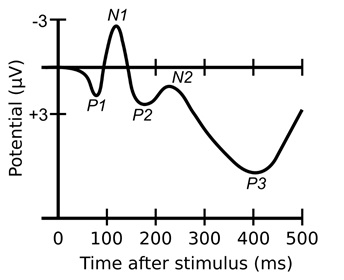 -3
N1
N2
P1
P2
+3
P3
Potential (µV)
0 100 200 300 400 500
Time after stimulus (ms)